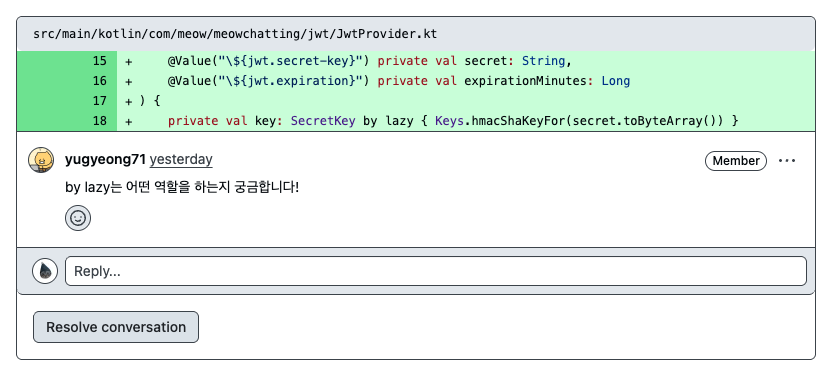 src/main/kotlin/com/meow/meowchatting/jwt/JwtProvider.kt
15 + @Value("\${jwt.secret-key}") private val secret: String,
16 + @Value("\${jwt.expiration}") private val expirationMinutes: Long
17 + ) {
18 + private val key: SecretKey by lazy { Keys.hmacShaKeyFor(secret.toByteArray()) }
yugyeong71 yesterday Member ...
by lazy는 어떤 역할을 하는지 궁금합니다!
Reply...
Resolve conversation